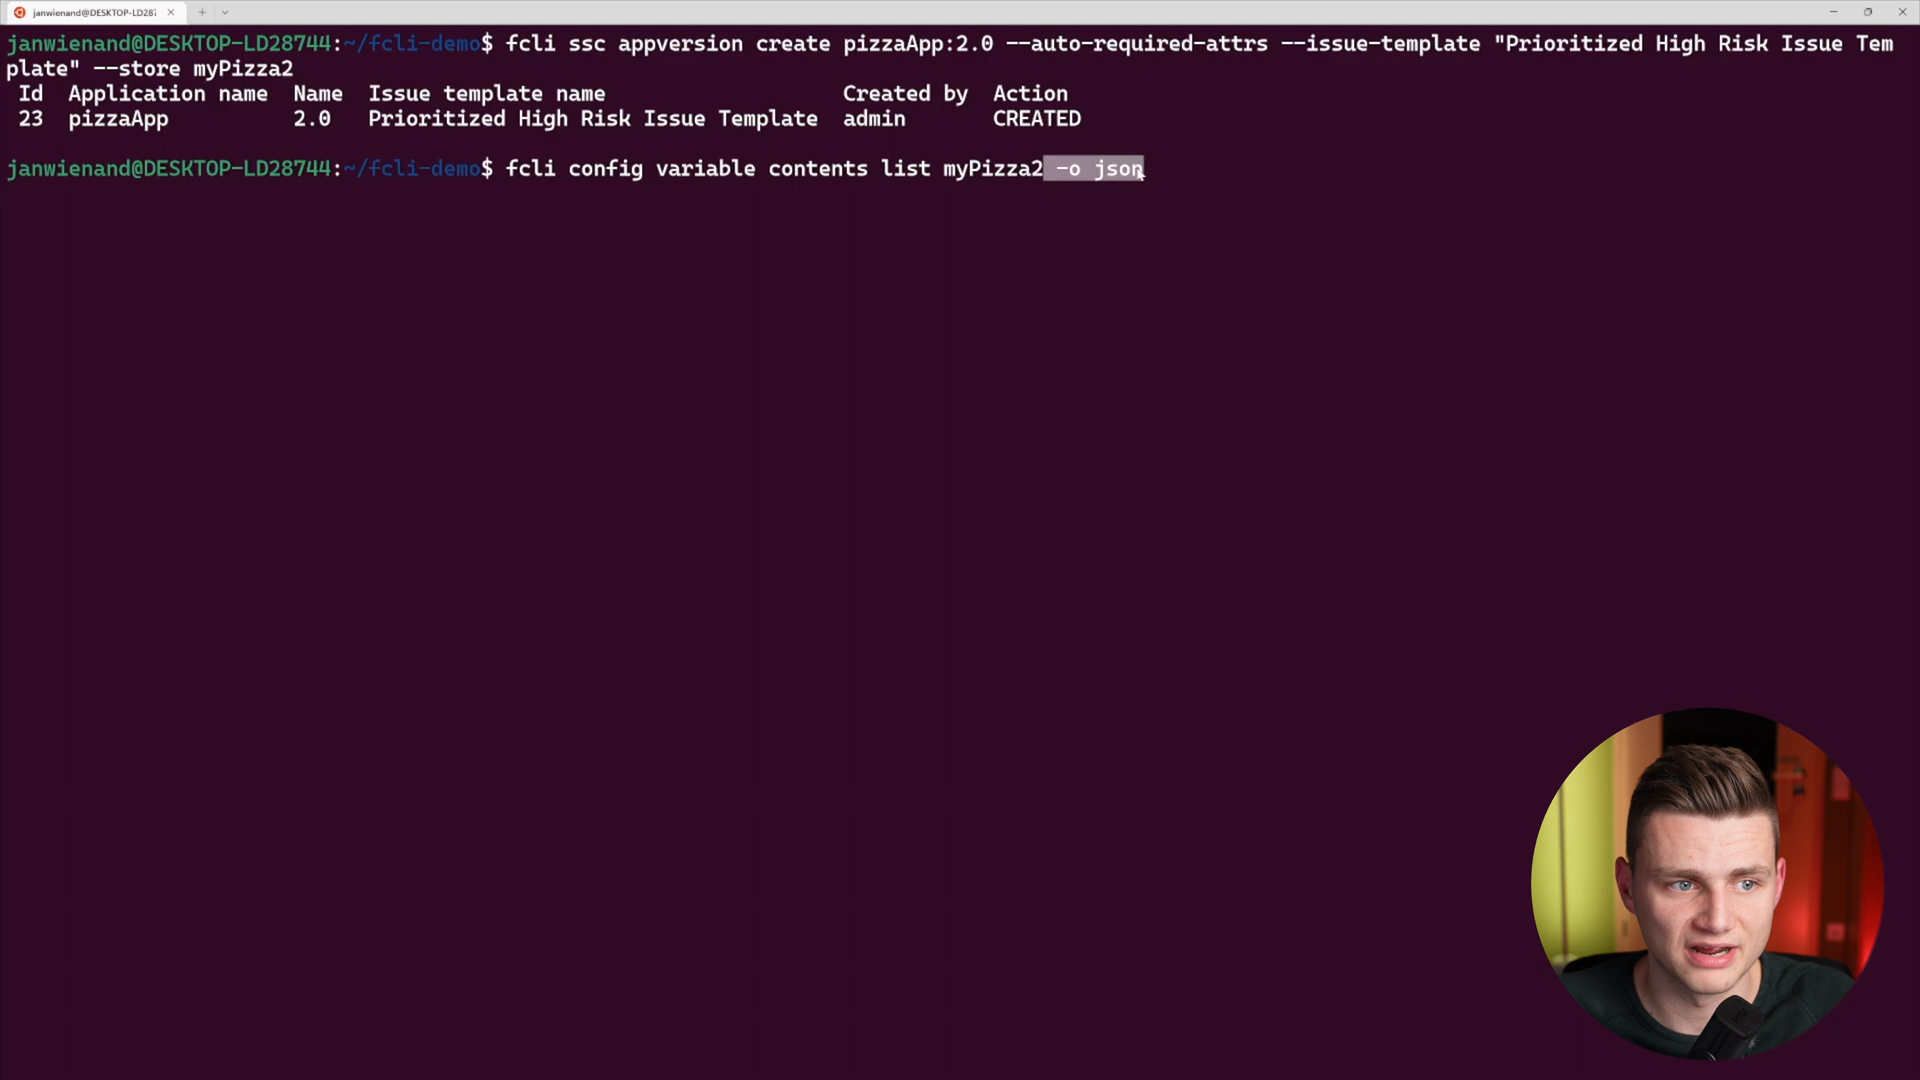 janwienand@DESKTOP-LD287
janwienand@DESKTOP-LD28744:~/fcli-demo$ fcli ssc appversion create pizzaApp:2.0 --auto-required-attrs --issue-template "Prioritized High Risk Issue Tem
plate" --store myPizza2
Id Application name Name Issue template name Created by Action
23 pizzaApp 2.0 Prioritized High Risk Issue Template admin CREATED
janwienand@DESKTOP-LD28744:~/fcli-demo$ fcli config variable contents list myPizza2 -o json